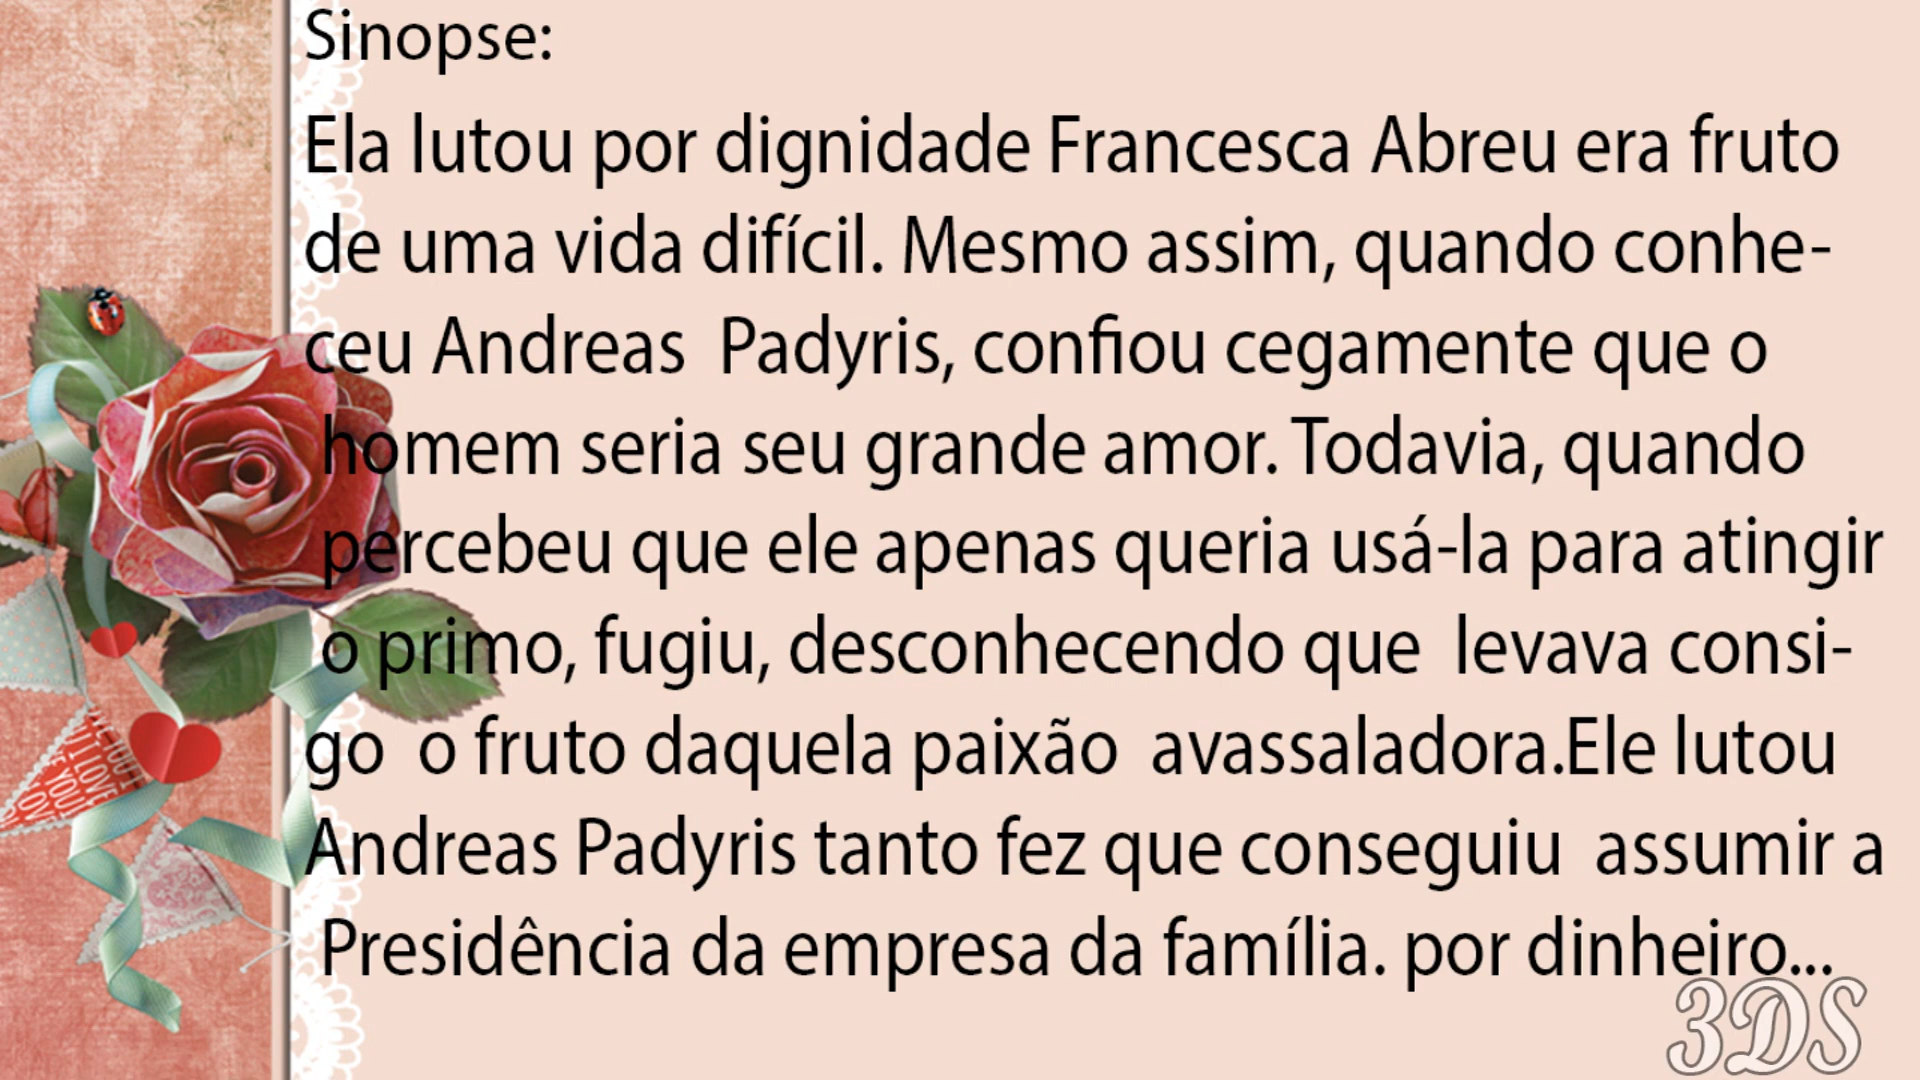 Sinopse:
Ela lutou por dignidade Francesca Abreu era fruto
de uma vida difícil. Mesmo assim, quando conhe-
ceu Andreas  Padyris, confiou cegamente que o
homem seria seu grande amor. Todavia, quando
percebeu que ele apenas queria usá-la para atingir
o primo, fugiu, desconhecendo que  levava consi-
go  o fruto daquela paixão  avassaladora.Ele lutou
Andreas Padyris tanto fez que conseguiu  assumir a
Presidência da empresa da família. por dinheiro...
3DS